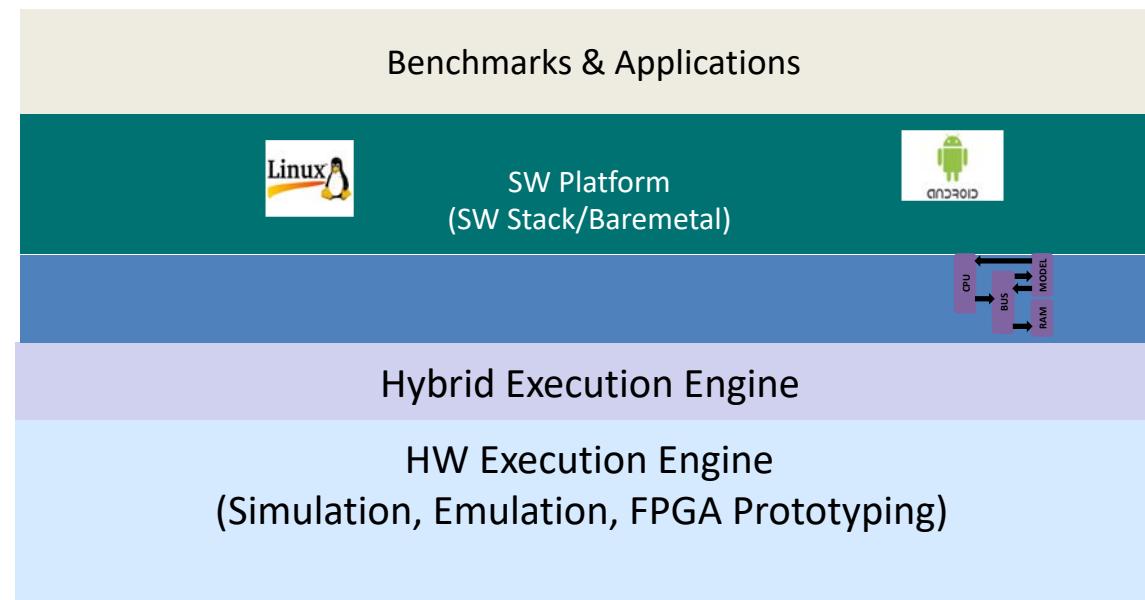 Benchmarks & Applications
Linux
ANDROID
SW Platform
(SW Stack/Baremetal)
CPU
BUS
MODEL
RAM
Hybrid Execution Engine
HW Execution Engine
(Simulation, Emulation, FPGA Prototyping)